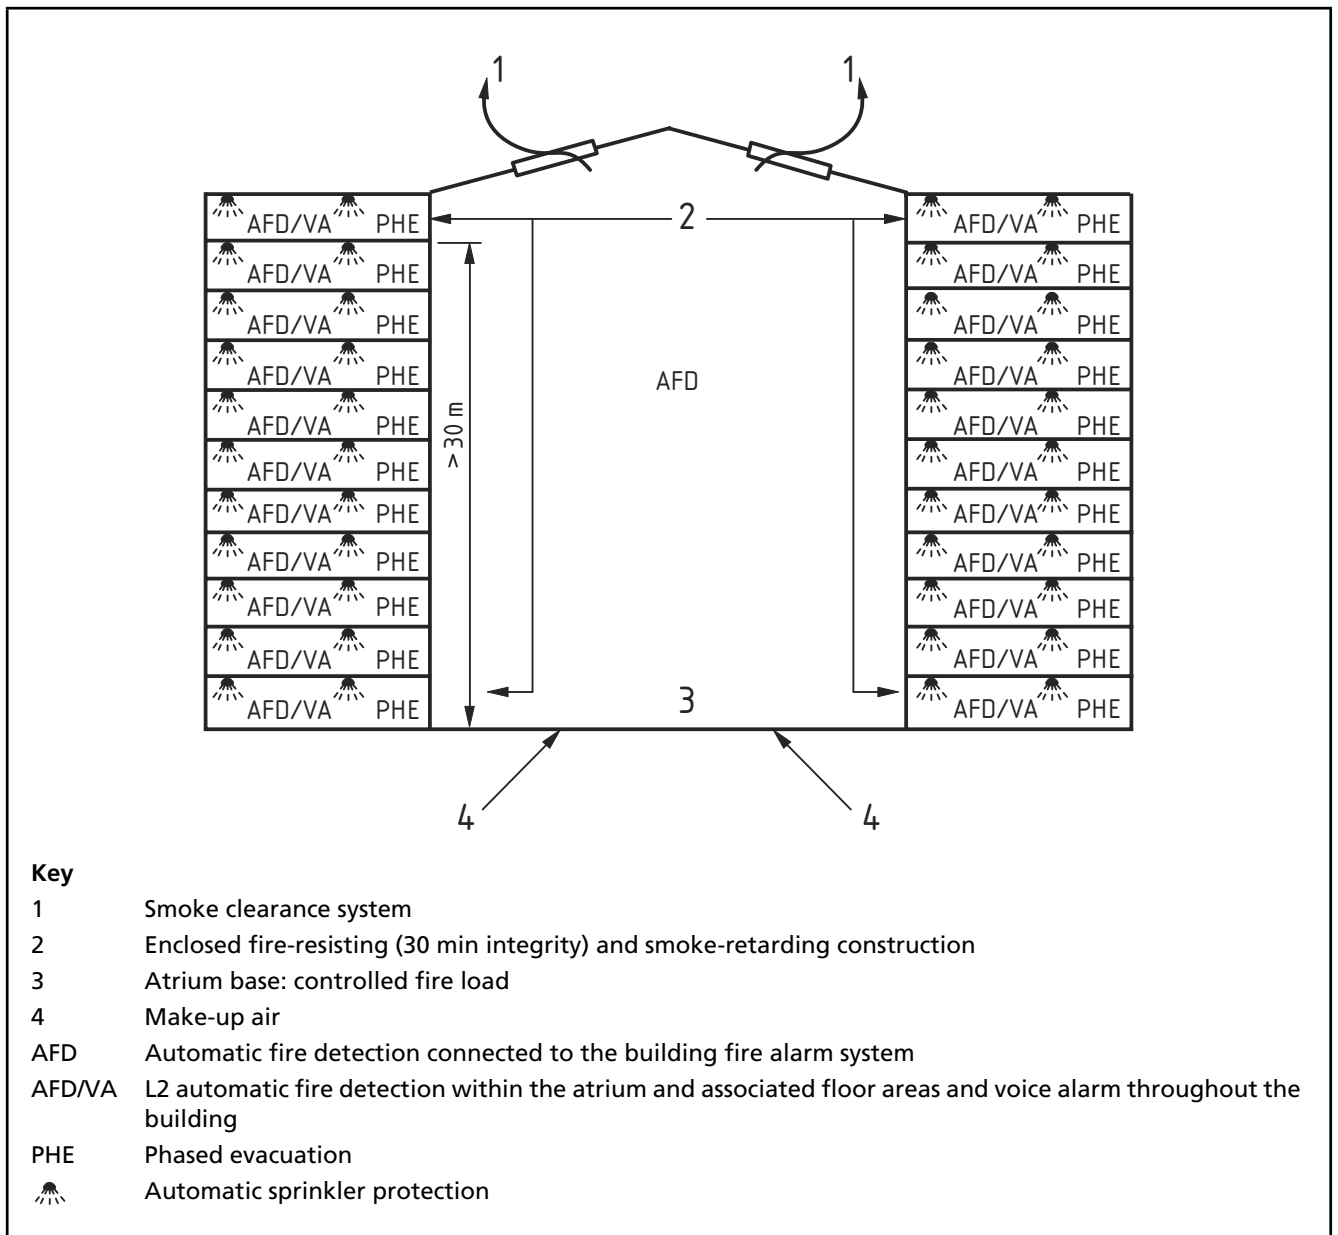 1 1
2
AFD/VA PHE AFD/VA PHE
AFD/VA PHE AFD/VA PHE
AFD/VA PHE AFD/VA PHE
AFD/VA PHE AFD AFD/VA PHE
AFD/VA PHE > 30 m AFD/VA PHE
AFD/VA PHE AFD/VA PHE
AFD/VA PHE AFD/VA PHE
AFD/VA PHE AFD/VA PHE
AFD/VA PHE AFD/VA PHE
AFD/VA PHE AFD/VA PHE
AFD/VA PHE 3 AFD/VA PHE
4 4
Key
1 Smoke clearance system
2 Enclosed fire-resisting (30 min integrity) and smoke-retarding construction
3 Atrium base: controlled fire load
4 Make-up air
AFD Automatic fire detection connected to the building fire alarm system
AFD/VA L2 automatic fire detection within the atrium and associated floor areas and voice alarm throughout the
building
PHE Phased evacuation
Automatic sprinkler protection